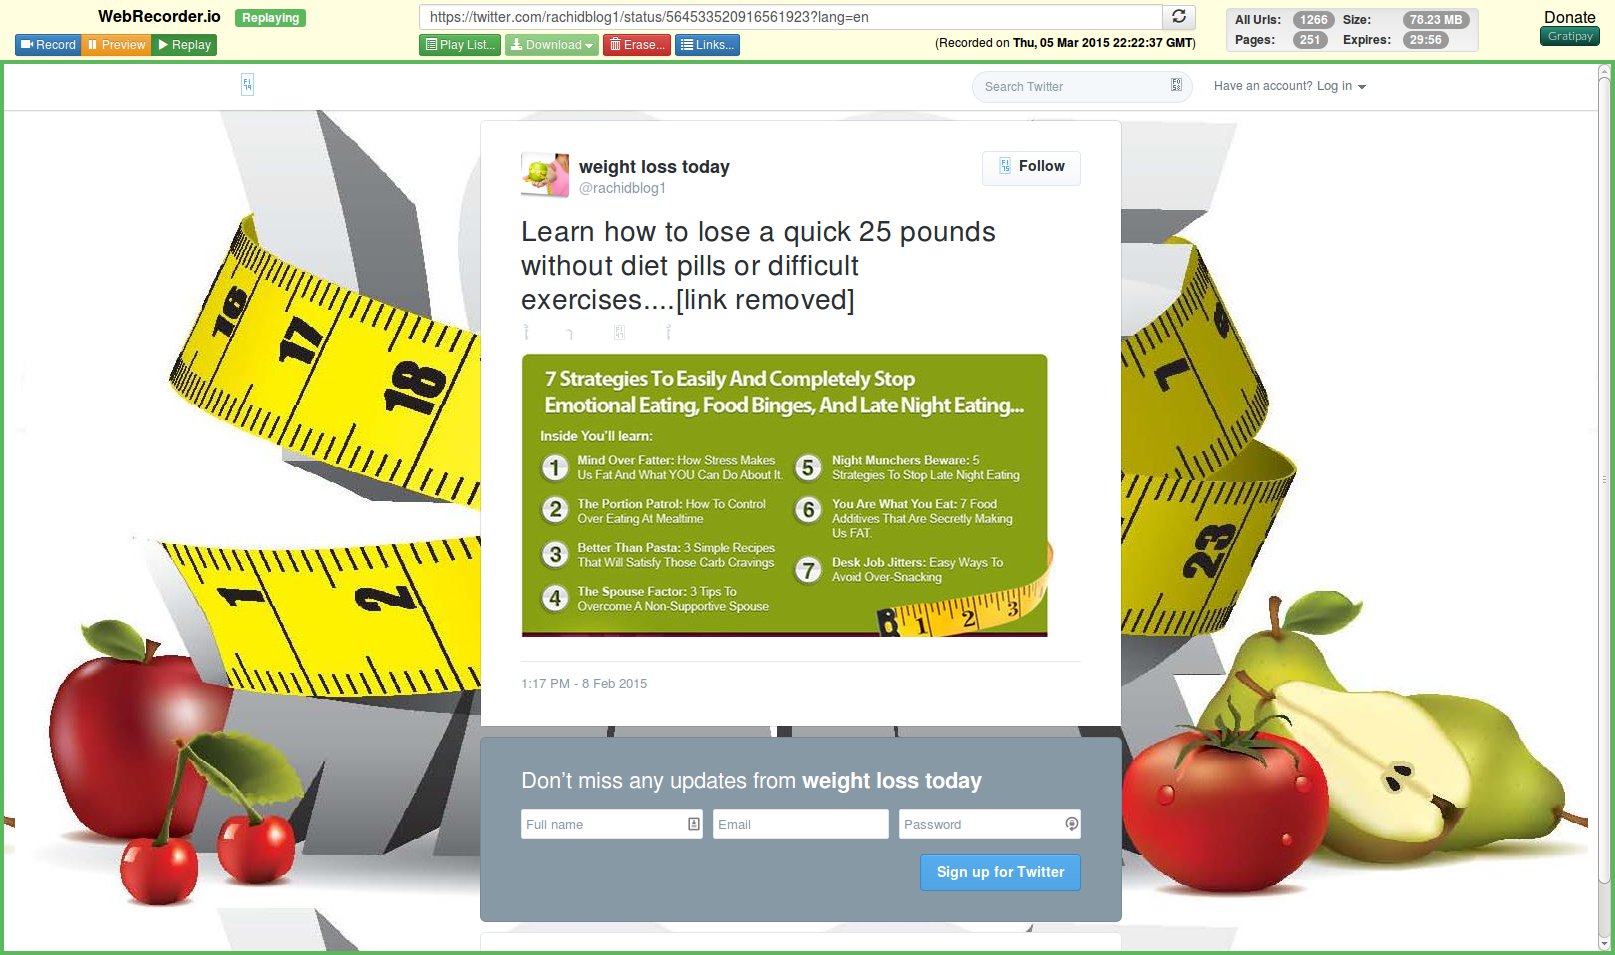 WebRecorder.io Replaying
https://twitter.com/rachidblog1/status/564533520916561923?lang=en
All Urls: 1266 Size: 78.23 MB
Donate
Record Preview Replay
Play List... Download Erase... Links...
(Recorded on Thu, 05 Mar 2015 22:22:37 GMT)
Pages: 251 Expires: 29:56
Gratipay
Search Twitter
Have an account? Log in
weight loss today
@rachidblog1
Follow
Learn how to lose a quick 25 pounds
without diet pills or difficult
exercises....[link removed]
7 Strategies To Easily And Completely Stop
Emotional Eating, Food Binges, And Late Night Eating...
Inside You'll learn:
1 Mind Over Fatter: How Stress Makes
Us Fat And What YOU Can Do About It.
2 The Portion Patrol: How To Control
Over Eating At Mealtime
3 Better Than Pasta: 3 Simple Recipes
That Will Satisfy Those Carb Cravings
4 The Spouse Factor: 3 Tips To
Overcome A Non-Supportive Spouse
5 Night Munchers Beware: 5
Strategies To Stop Late Night Eating
6 You Are What You Eat: 7 Food
Additives That Are Secretly Making
Us FAT.
7 Desk Job Jitters: Easy Ways To
Avoid Over-Snacking
1 2 3
1:17 PM - 8 Feb 2015
Don't miss any updates from weight loss today
Full name
Email
Password
Sign up for Twitter
16
17
18
1
2
1
23